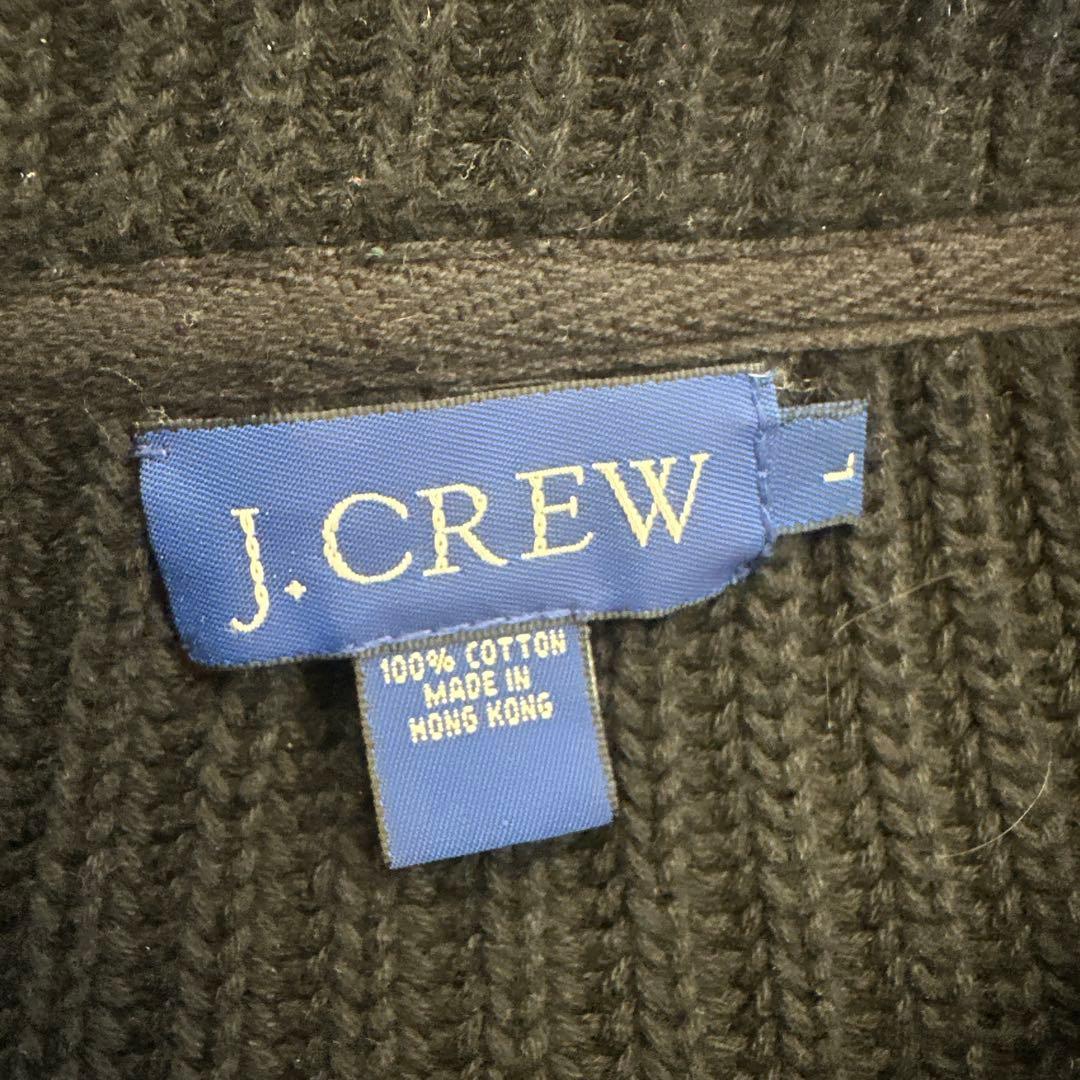 J.CREW
L
100% COTTON
MADE IN
HONG KONG